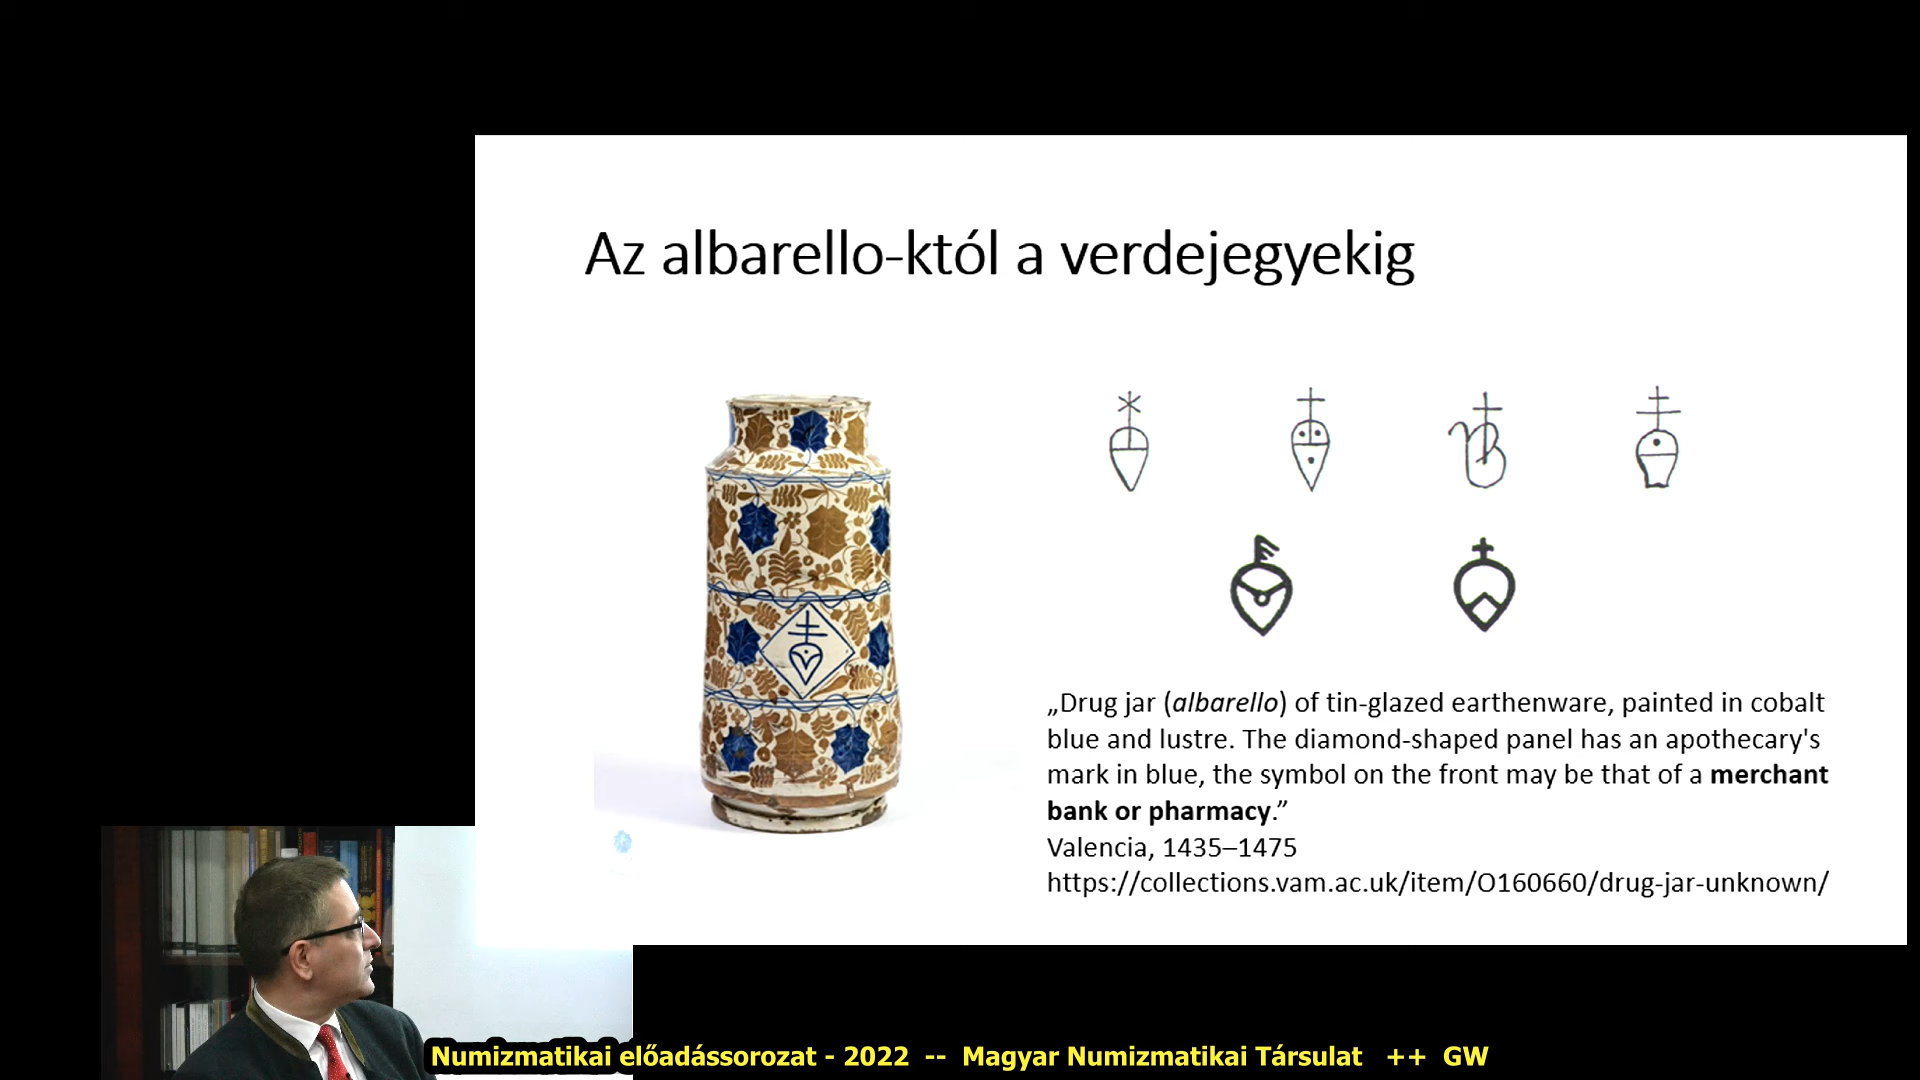 Az albarello-któl a verdejegyekig
„Drug jar (albarello) of tin-glazed earthenware, painted in cobalt
blue and lustre. The diamond-shaped panel has an apothecary's
mark in blue, the symbol on the front may be that of a merchant
bank or pharmacy.”
Valencia, 1435–1475
https://collections.vam.ac.uk/item/O160660/drug-jar-unknown/
Numizmatikai előadássorozat - 2022 -- Magyar Numizmatikai Társulat ++ GW